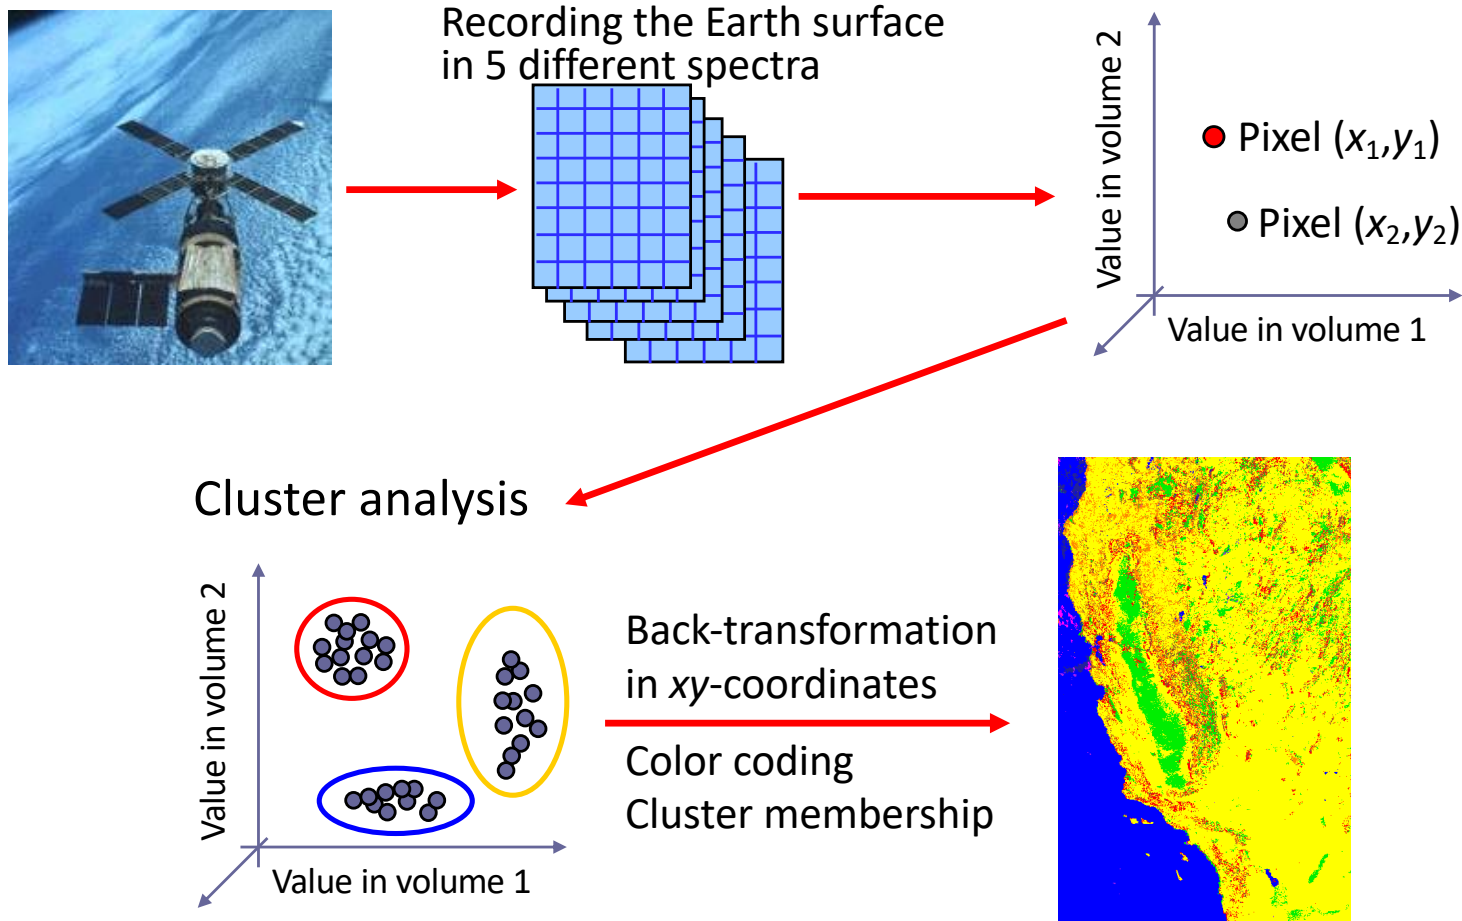 Recording the Earth surface
in 5 different spectra
Value in volume 2
Pixel (x₁,y₁)
Pixel (x₂,y₂)
Value in volume 1
Cluster analysis
Value in volume 2
Value in volume 1
Back-transformation
in xy-coordinates
Color coding
Cluster membership